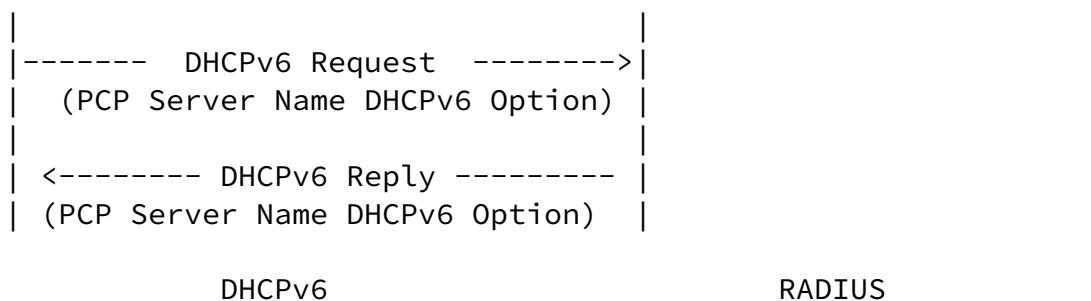 |                                  |
|-------  DHCPv6 Request  -------->|
|  (PCP Server Name DHCPv6 Option) |
|                                  |
| <-------- DHCPv6 Reply --------- |
| (PCP Server Name DHCPv6 Option)  |
DHCPv6                         RADIUS